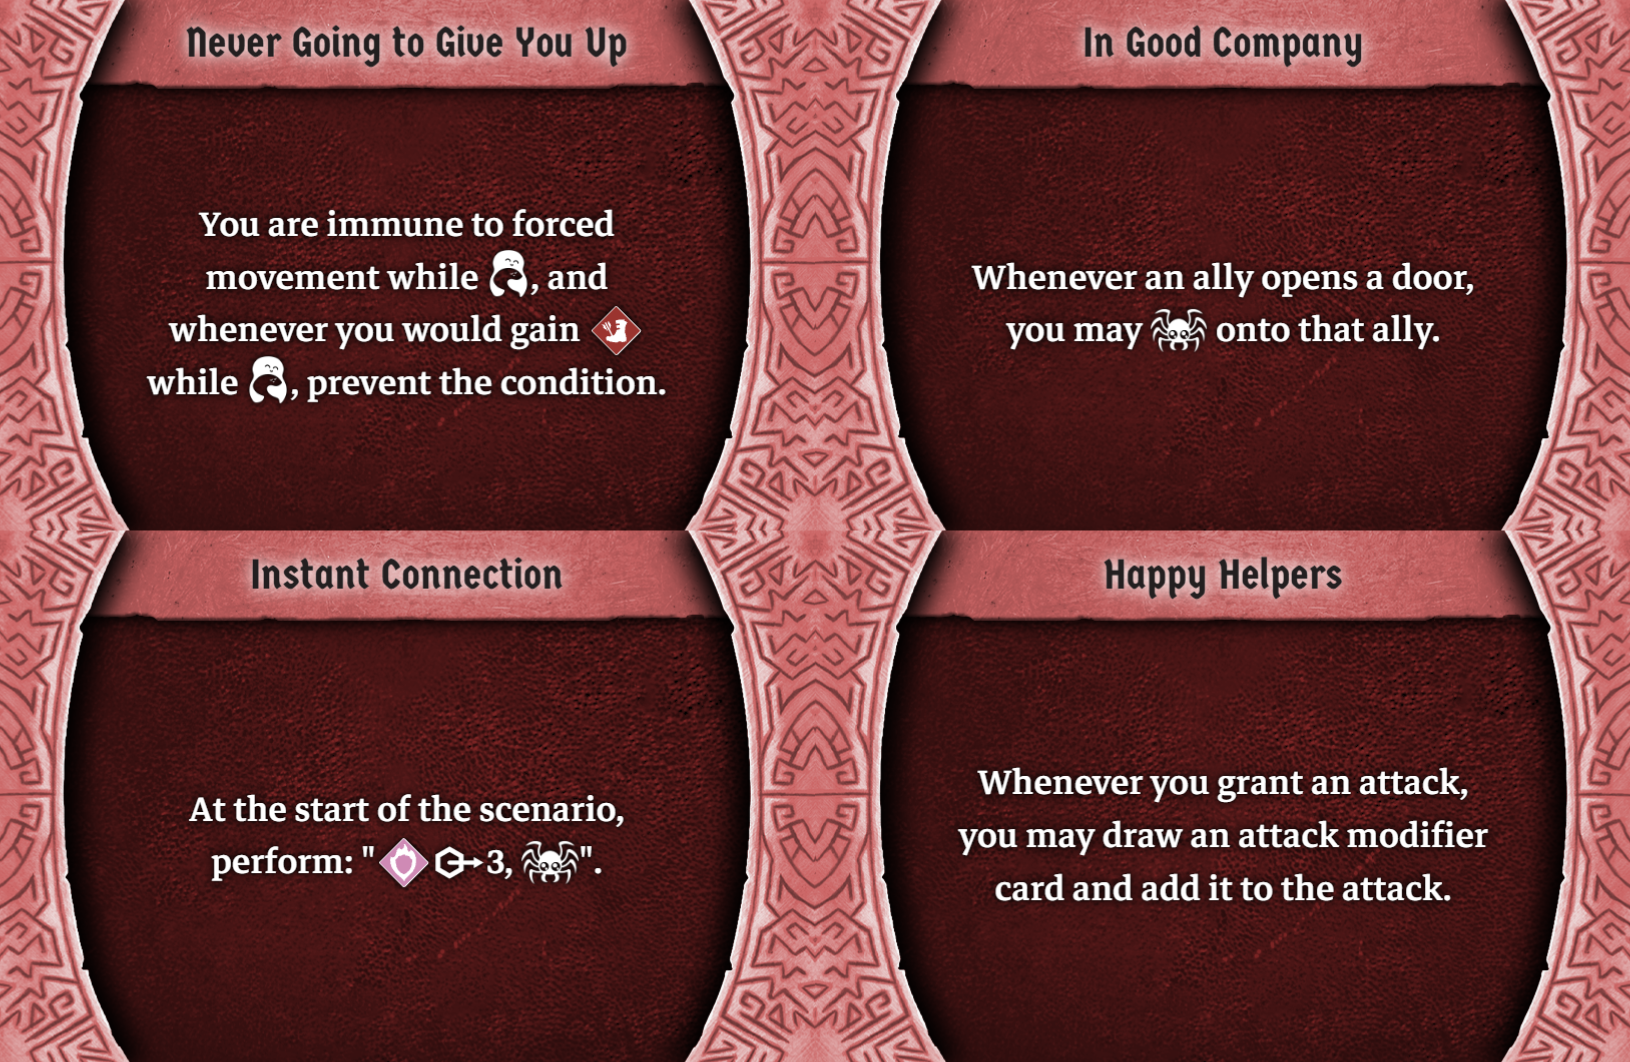 Never Going to Give You Up
You are immune to forced
movement while , and
whenever you would gain
while , prevent the condition.
In Good Company
Whenever an ally opens a door,
you may onto that ally.
Instant Connection
At the start of the scenario,
perform: " 3, ".
Happy Helpers
Whenever you grant an attack,
you may draw an attack modifier
card and add it to the attack.